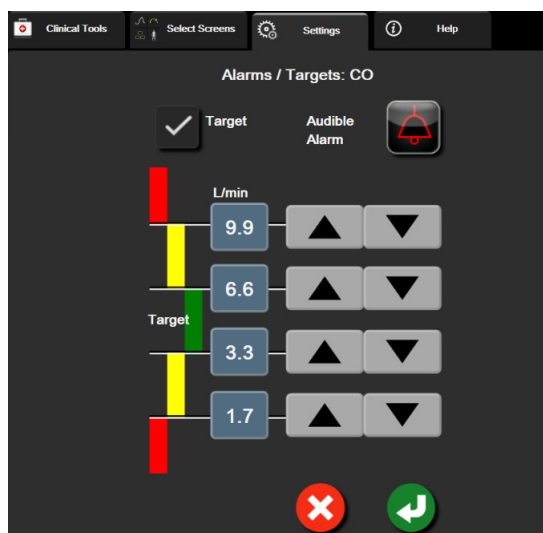 Clinical Tools
Select Screens
Settings
Help
Alarms / Targets: CO
Target
Audible
Alarm
L/min
9.9
6.6
Target
3.3
1.7